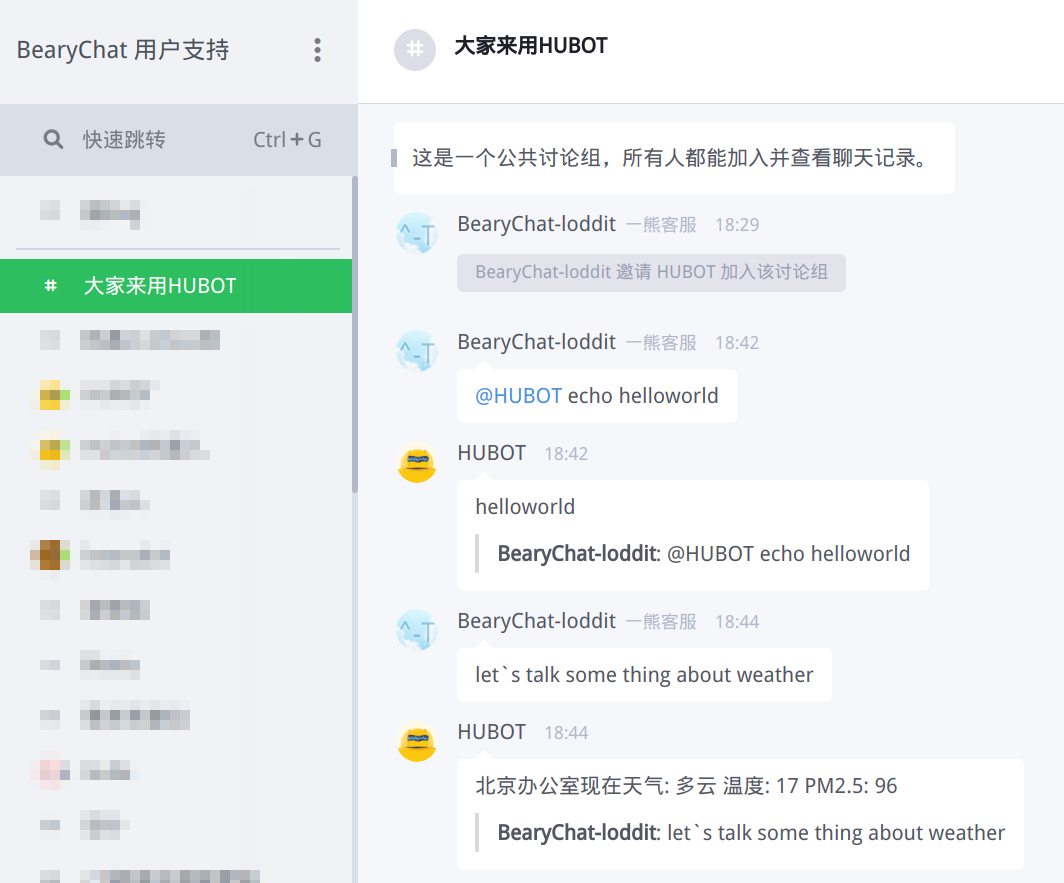 BearyChat 用户支持
快速跳转 Ctrl+G
# 大家来用HUBOT
# 大家来用HUBOT
这是一个公共讨论组，所有人都能加入并查看聊天记录。
BearyChat-loddit 一熊客服 18:29
BearyChat-loddit 邀请 HUBOT 加入该讨论组
BearyChat-loddit 一熊客服 18:42
@HUBOT echo helloworld
HUBOT 18:42
helloworld
BearyChat-loddit: @HUBOT echo helloworld
BearyChat-loddit 一熊客服 18:44
let`s talk some thing about weather
HUBOT 18:44
北京办公室现在天气: 多云 温度: 17 PM2.5: 96
BearyChat-loddit: let`s talk some thing about weather